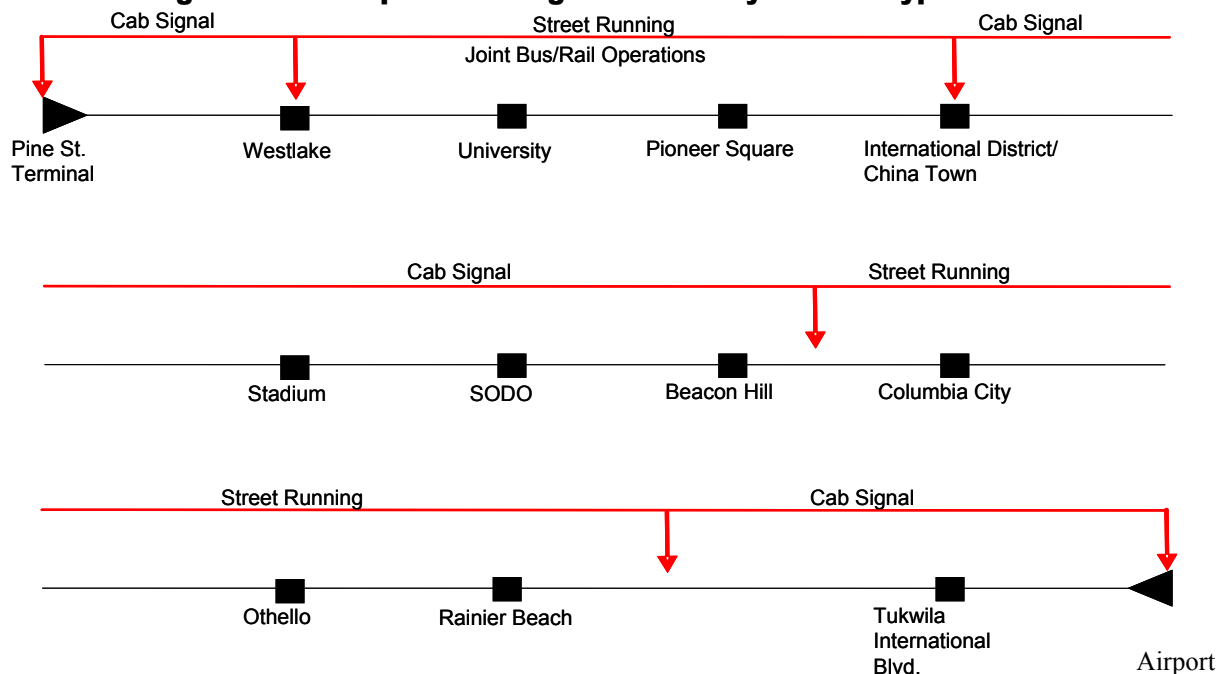 Cab Signal
Street Running
Cab Signal
Joint Bus/Rail Operations
Pine St.
Terminal
Westlake
University
Pioneer Square
International District/
China Town
Cab Signal
Street Running
Stadium
SODO
Beacon Hill
Columbia City
Street Running
Cab Signal
Othello
Rainier Beach
Tukwila
International
Blvd.
Airport